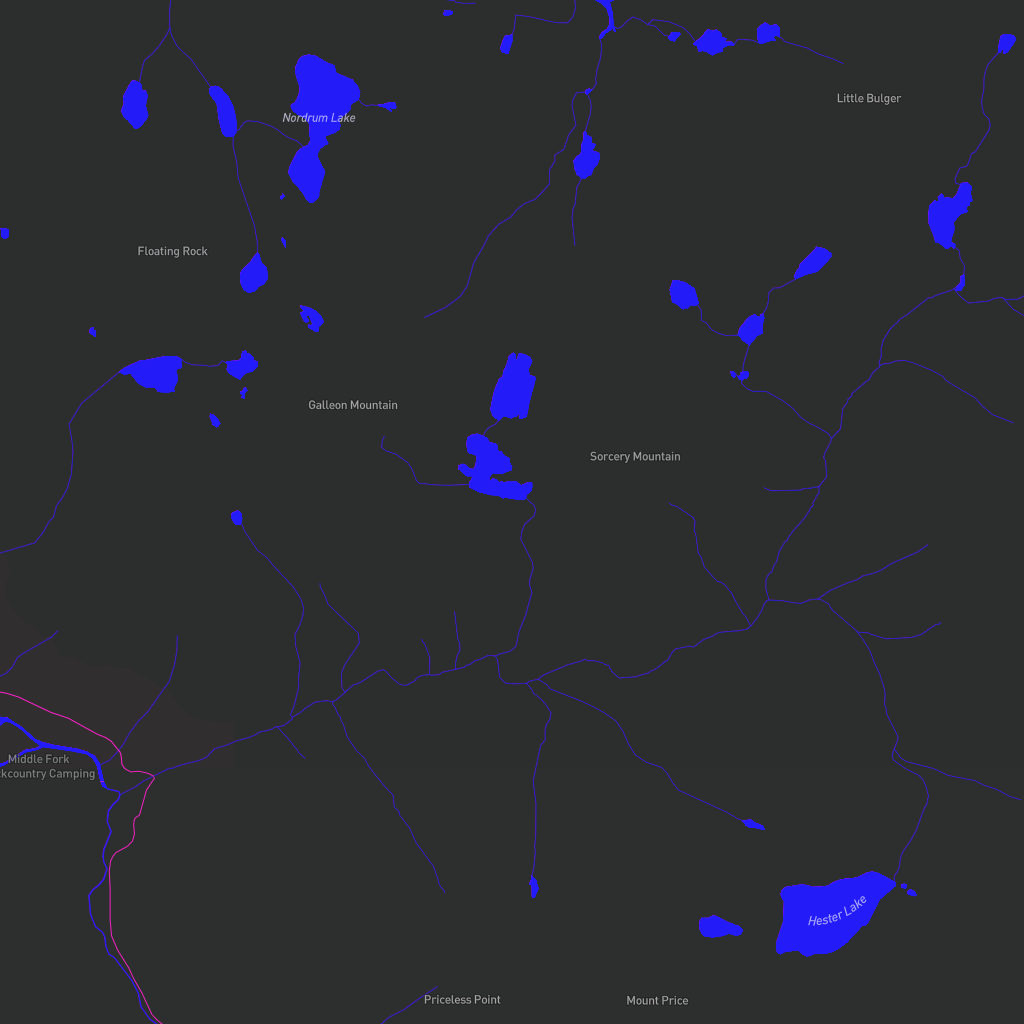 Little Bulger
Nordrum Lake
Floating Rock
Galleon Mountain
Sorcery Mountain
Middle Fork
ckcountry Camping
Hester Lake
Priceless Point
Mount Price